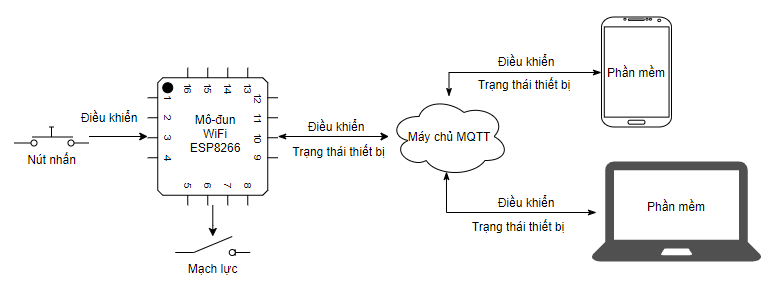 Điều khiển
Nút nhấn
16 15 14 13
1
2
3
4
12
11
10
9
Mô-đun
WiFi
ESP8266
5 6 7 8
Mạch lực
Điều khiển
Trạng thái thiết bị
Máy chủ MQTT
Điều khiển
Trạng thái thiết bị
Phần mềm
Điều khiển
Trạng thái thiết bị
Phần mềm